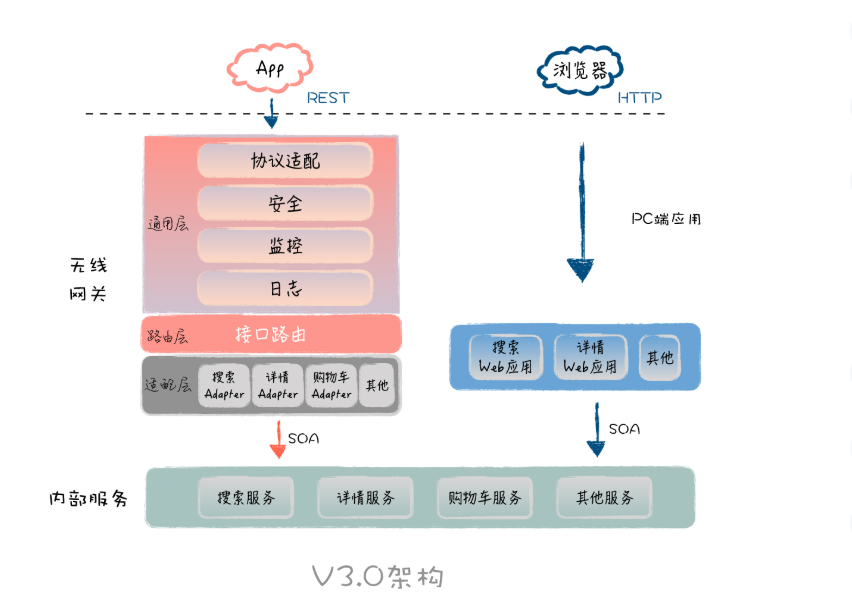 App
浏览器
REST
HTTP
协议适配
安全
通用层
监控
日志
无线
网关
PC端应用
路由层
接口路由
适配层
搜索
Adapter
详情
Adapter
购物车
Adapter
其他
搜索
Web应用
详情
Web应用
其他
SOA
SOA
内部服务
搜索服务
详情服务
购物车服务
其他服务
V3.0架构